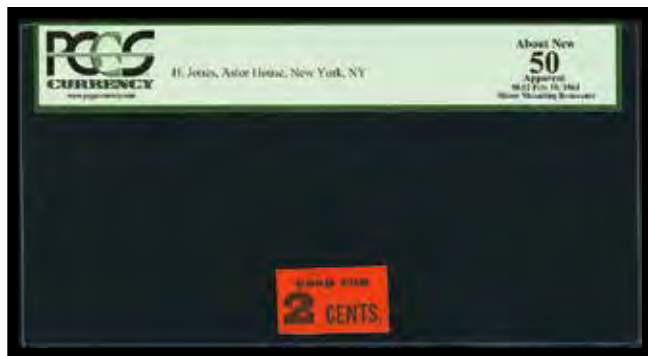 PCGS
CURRENCY
H. Jones, Astor House, New York, NY
About New
50
Apparent
GOOD FOR
2 CENTS.